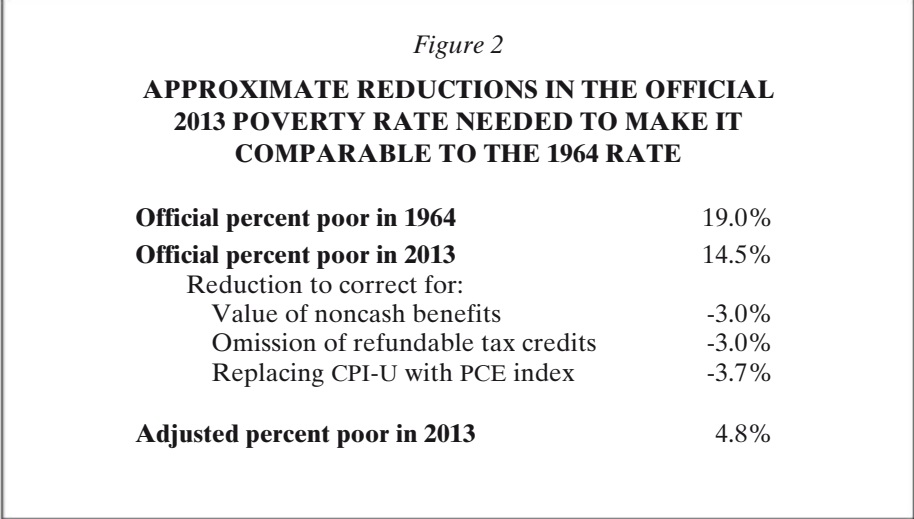 Figure 2
APPROXIMATE REDUCTIONS IN THE OFFICIAL
2013 POVERTY RATE NEEDED TO MAKE IT
COMPARABLE TO THE 1964 RATE
Official percent poor in 1964 19.0%
Official percent poor in 2013 14.5%
Reduction to correct for:
Value of noncash benefits -3.0%
Omission of refundable tax credits -3.0%
Replacing CPI-U with PCE index -3.7%
Adjusted percent poor in 2013 4.8%